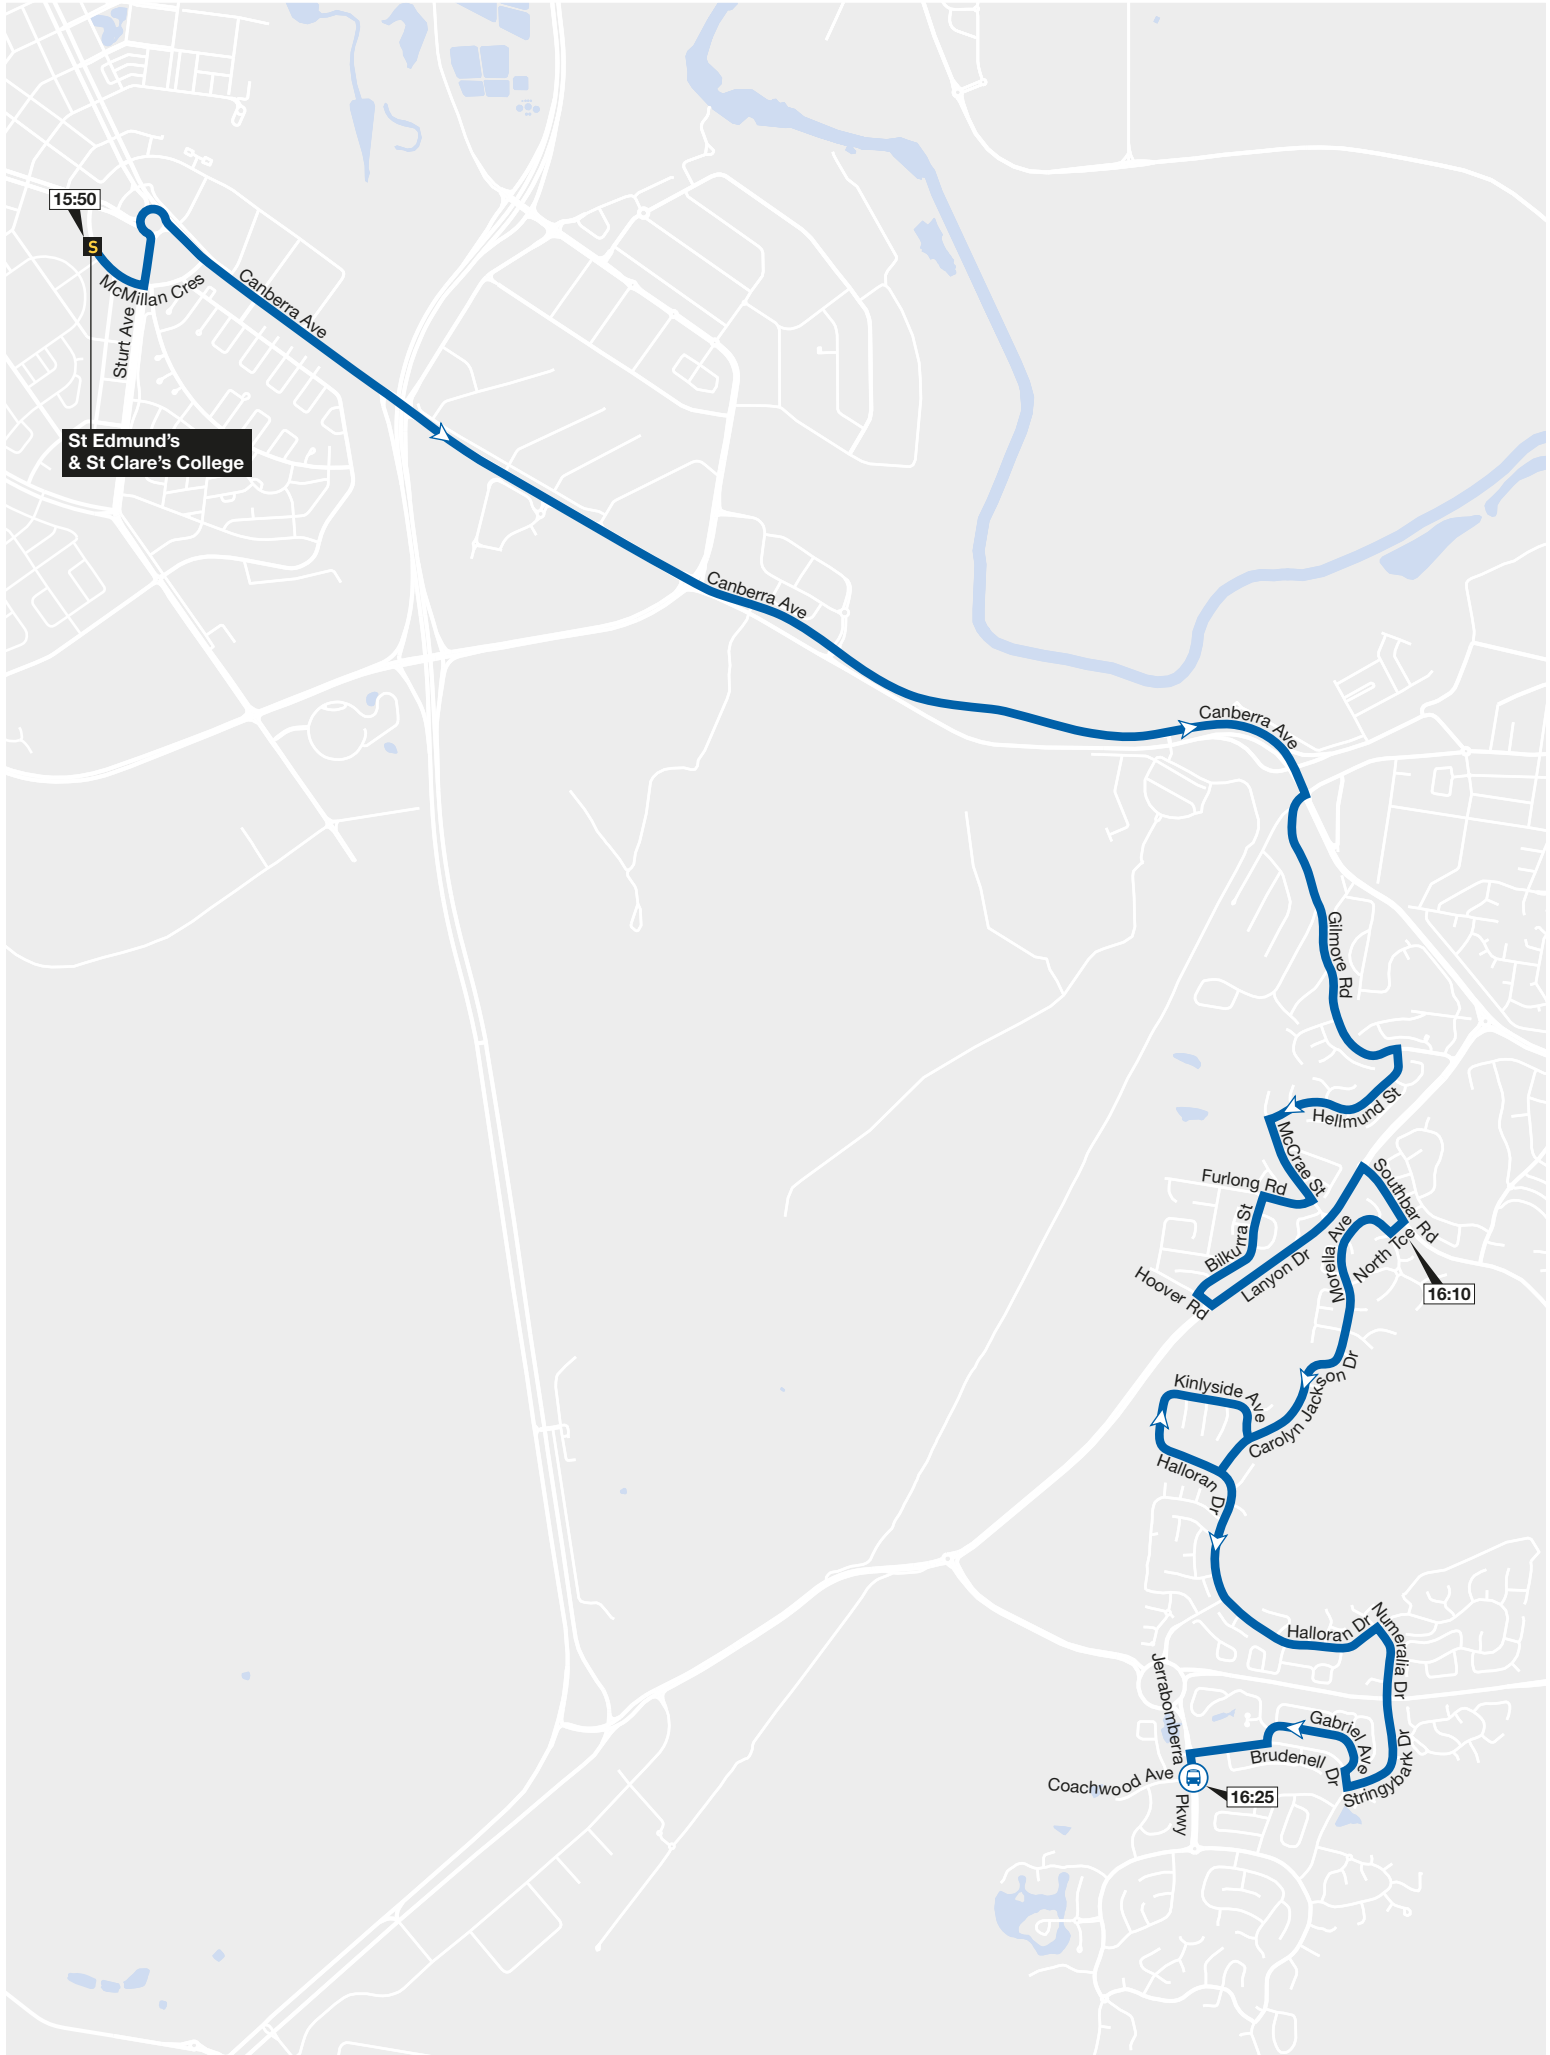 15:50
S
McMillan Cres
Canberra Ave
Sturt Ave
St Edmund's
& St Clare's College
Canberra Ave
Canberra Ave
Gilmore Rd
Hellmund St
McCrae St
Furlong Rd
Southbar Rd
Bilkurra St
Morella Ave
North Tce
Lanyon Dr
Hoover Rd
16:10
Kinlyside Ave
Carolyn Jackson Dr
Halloran Dr
Halloran Dr
Numeralia Dr
Jerrabomberra Pkwy
Gabriel Ave
Brudenell Dr
Stringybark Dr
Coachwood Ave
16:25